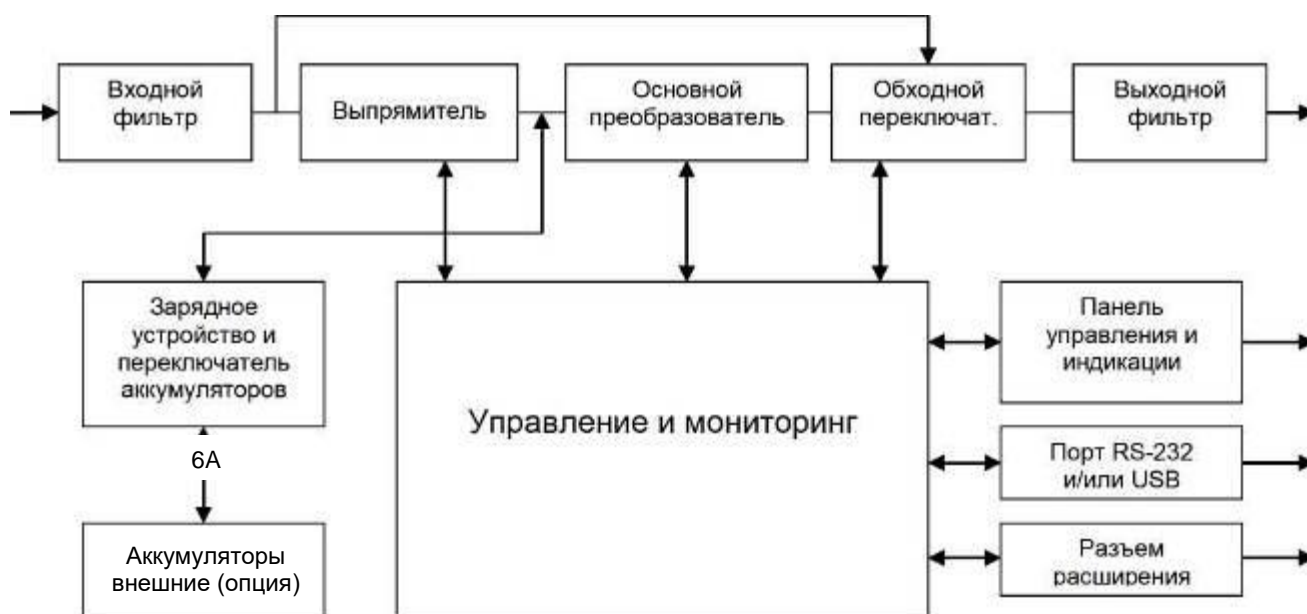 Входной
фильтр
Выпрямитель
Основной
преобразователь
Обходной
переключат.
Выходной
фильтр
Зарядное
устройство и
переключатель
аккумуляторов
6А
Аккумуляторы
внешние (опция)
Управление и мониторинг
Панель
управления и
индикации
Порт RS-232
и/или USB
Разъем
расширения